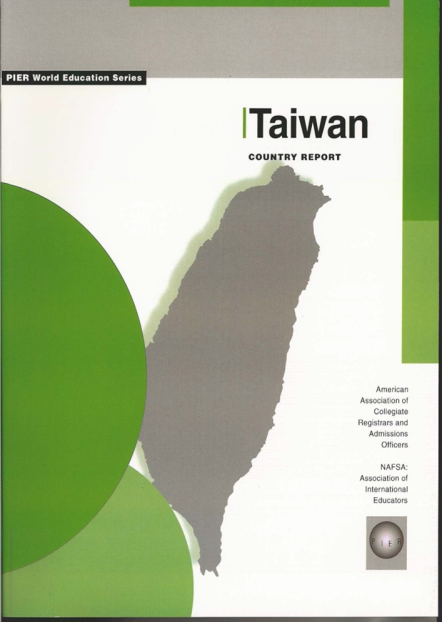 PIER World Education Series
Taiwan
COUNTRY REPORT
American
Association of
Collegiate
Registrars and
Admissions
Officers
NAFSA:
Association of
International
Educators
PIER